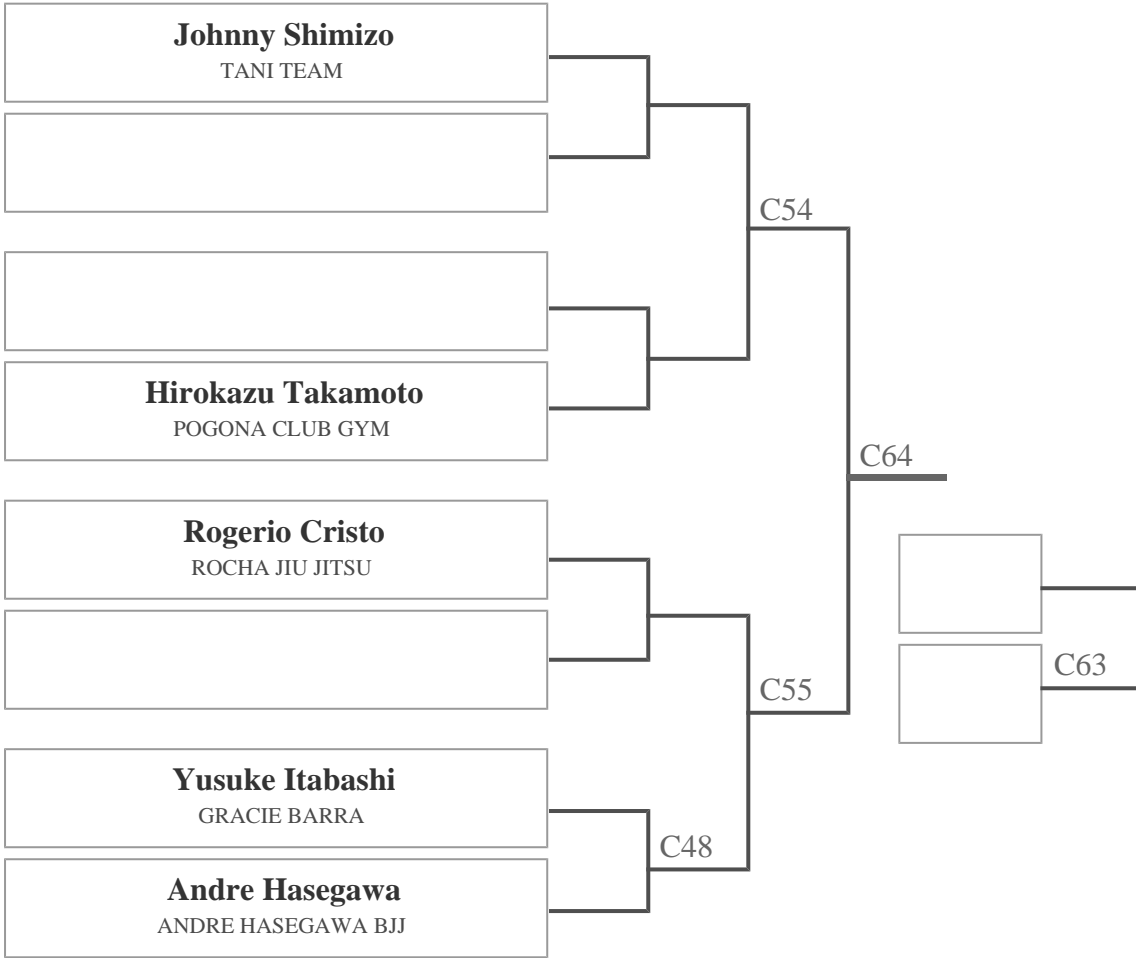 Johnny Shimizo
TANI TEAM
C54
Hirokazu Takamoto
POGONA CLUB GYM
C64
Rogerio Cristo
ROCHA JIU JITSU
C63
C55
Yusuke Itabashi
GRACIE BARRA
C48
Andre Hasegawa
ANDRE HASEGAWA BJJ